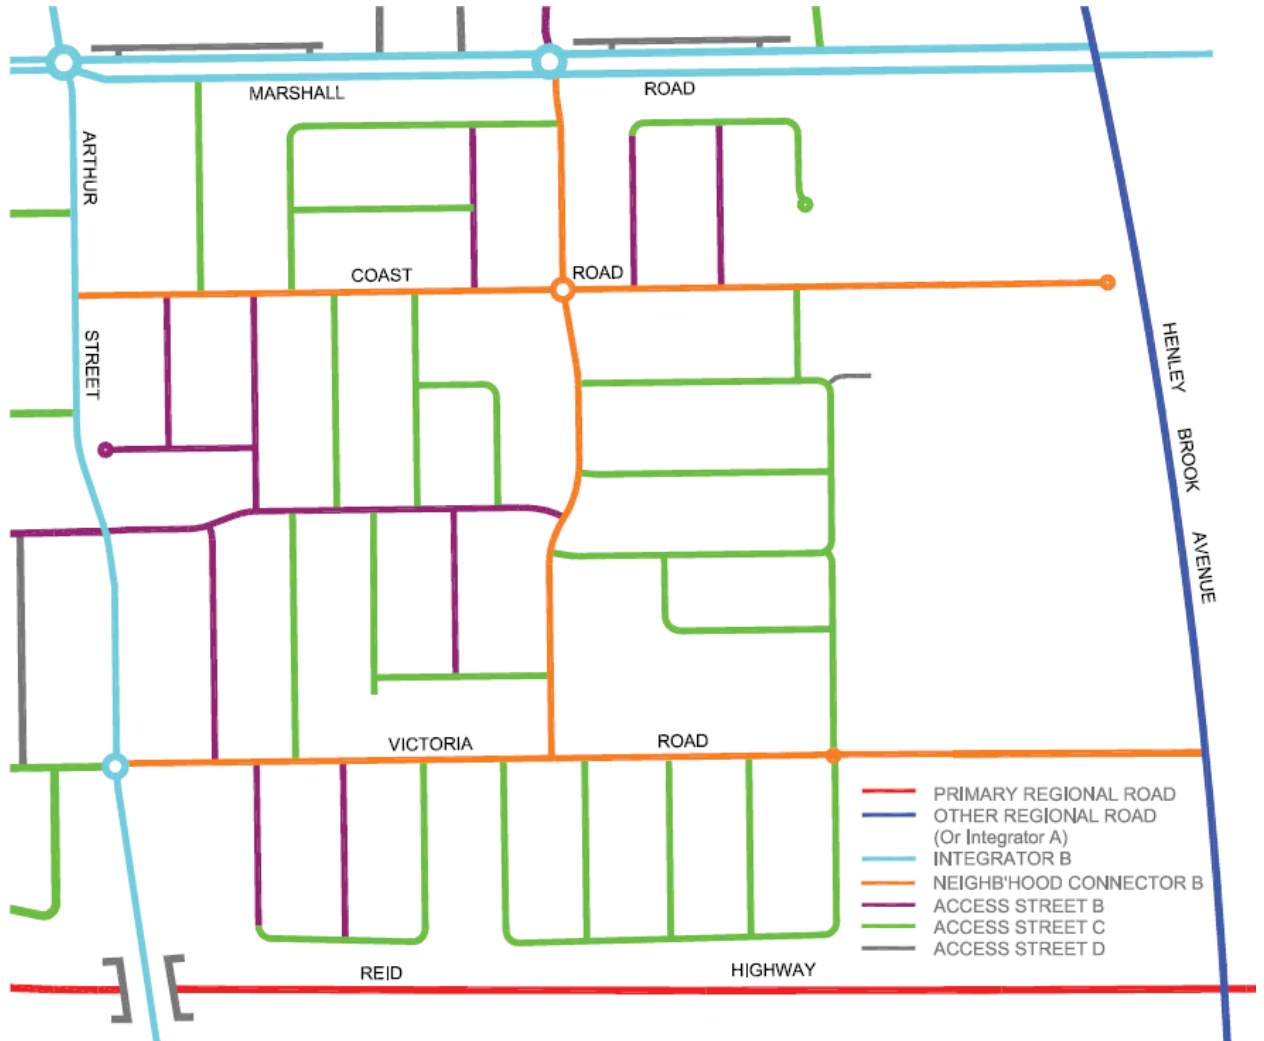 MARSHALL ROAD
ARTHUR STREET
COAST ROAD
HENLEY BROOK AVENUE
VICTORIA ROAD
PRIMARY REGIONAL ROAD
OTHER REGIONAL ROAD
(Or Integrator A)
INTEGRATOR B
NEIGHB'HOOD CONNECTOR B
ACCESS STREET B
ACCESS STREET C
ACCESS STREET D
REID HIGHWAY